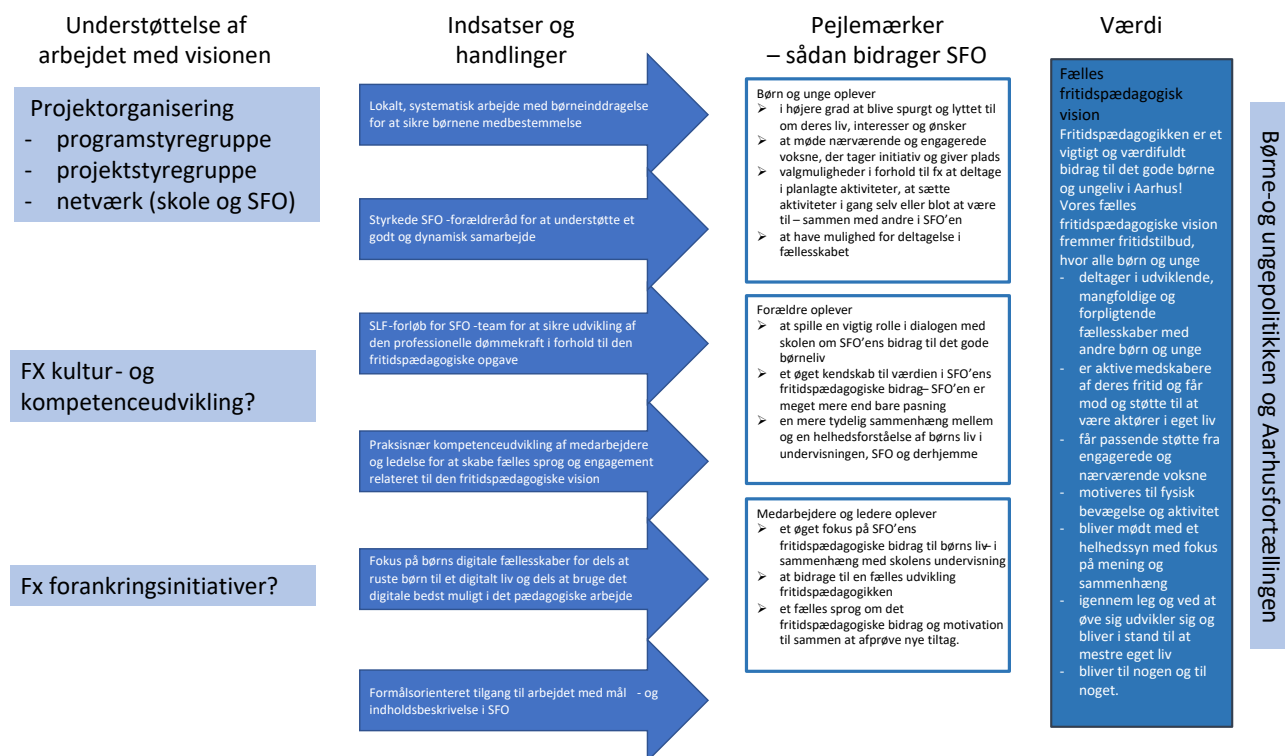 Understøttelse af
arbejdet med visionen
Projektorganisering
- programstyregruppe
- projektstyregruppe
- netværk (skole og SFO)
FX kultur- og
kompetenceudvikling?
Fx forankringsinitiativer?
Indsatser og
handlinger
Lokalt, systematisk arbejde med børneinddragelse
for at sikre børnene medbestemmelse
Styrkede SFO -forældreråd for at understøtte et
godt og dynamisk samarbejde
SLF-forløb for SFO -team for at sikre udvikling af
den professionelle dømmekraft i forhold til den
fritidspædagogiske opgave
Praksisnær kompetenceudvikling af medarbejdere
og ledelse for at skabe fælles sprog og engagement
relateret til den fritidspædagogiske vision
Fokus på børns digitale fællesskaber for dels at
ruste børn til et digitalt liv og dels at bruge det
digitale bedst muligt i det pædagogiske arbejde
Formålsorienteret tilgang til arbejdet med mål - og
indholdsbeskrivelse i SFO
Pejlemærker
– sådan bidrager SFO
Børn og unge oplever
➢ i højere grad at blive spurgt og lyttet til
om deres liv, interesser og ønsker
➢ at møde nærværende og engagerede
voksne, der tager initiativ og giver plads
➢ valgmuligheder i forhold til fx at deltage
i planlagte aktiviteter, at sætte
aktiviteter i gang selv eller blot at være
til – sammen med andre i SFO'en
➢ at have mulighed for deltagelse i
fællesskabet
Forældre oplever
➢ at spille en vigtig rolle i dialogen med
skolen om SFO'ens bidrag til det gode
børneliv
➢ et øget kendskab til værdien i SFO'ens
fritidspædagogiske bidrag– SFO'en er
meget mere end bare pasning
➢ en mere tydelig sammenhæng mellem
og en helhedsforståelse af børns liv i
undervisningen, SFO og derhjemme
Medarbejdere og ledere oplever
➢ et øget fokus på SFO'ens
fritidspædagogiske bidrag til børns liv– i
sammenhæng med skolens undervisning
➢ at bidrage til en fælles udvikling
fritidspædagogikken
➢ et fælles sprog om det
fritidspædagogiske bidrag og motivation
til sammen at afprøve nye tiltag.
Værdi
Fælles
fritidspædagogisk
vision
Fritidspædagogikken er et
vigtigt og værdifuldt
bidrag til det gode børne
og ungeliv i Aarhus!
Vores fælles
fritidspædagogiske vision
fremmer fritidstilbud,
hvor alle børn og unge
- deltager i udviklende,
mangfoldige og
forpligtende
fællesskaber med
andre børn og unge
- er aktive medskabere
af deres fritid og får
mod og støtte til at
være aktører i eget liv
- får passende støtte fra
engagerede og
nærværende voksne
- motiveres til fysisk
bevægelse og aktivitet
- bliver mødt med et
helhedssyn med fokus
på mening og
sammenhæng
- igennem leg og ved at
øve sig udvikler sig og
bliver i stand til at
mestre eget liv
- bliver til nogen og til
noget.
Børne-og ungepolitikken og Aarhusfortællingen